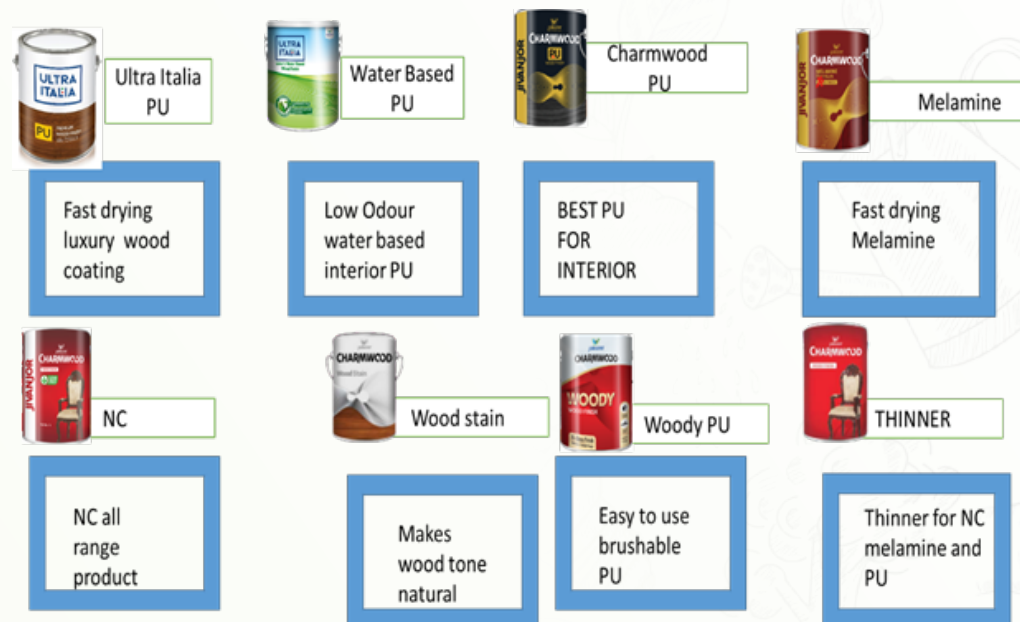 ULTRA
ITALIA
PU
Ultra Italia
PU
ULTRA
ITALIA
Water Based
PU
JIVANJOR
CHARMWOOD
PU
Charmwood
PU
JIVANJOR
CHARMWOOD
Melamine
Fast drying
luxury wood
coating
Low Odour
water based
interior PU
BEST PU
FOR
INTERIOR
Fast drying
Melamine
JIVANJOR
CHARMWOOD
NC
CHARMWOOD
Wood Stain
Wood stain
CHARMWOOD
WOODY
Woody PU
CHARMWOOD
THINNER
NC all
range
product
Makes
wood tone
natural
Easy to use
brushable
PU
Thinner for NC
melamine and
PU